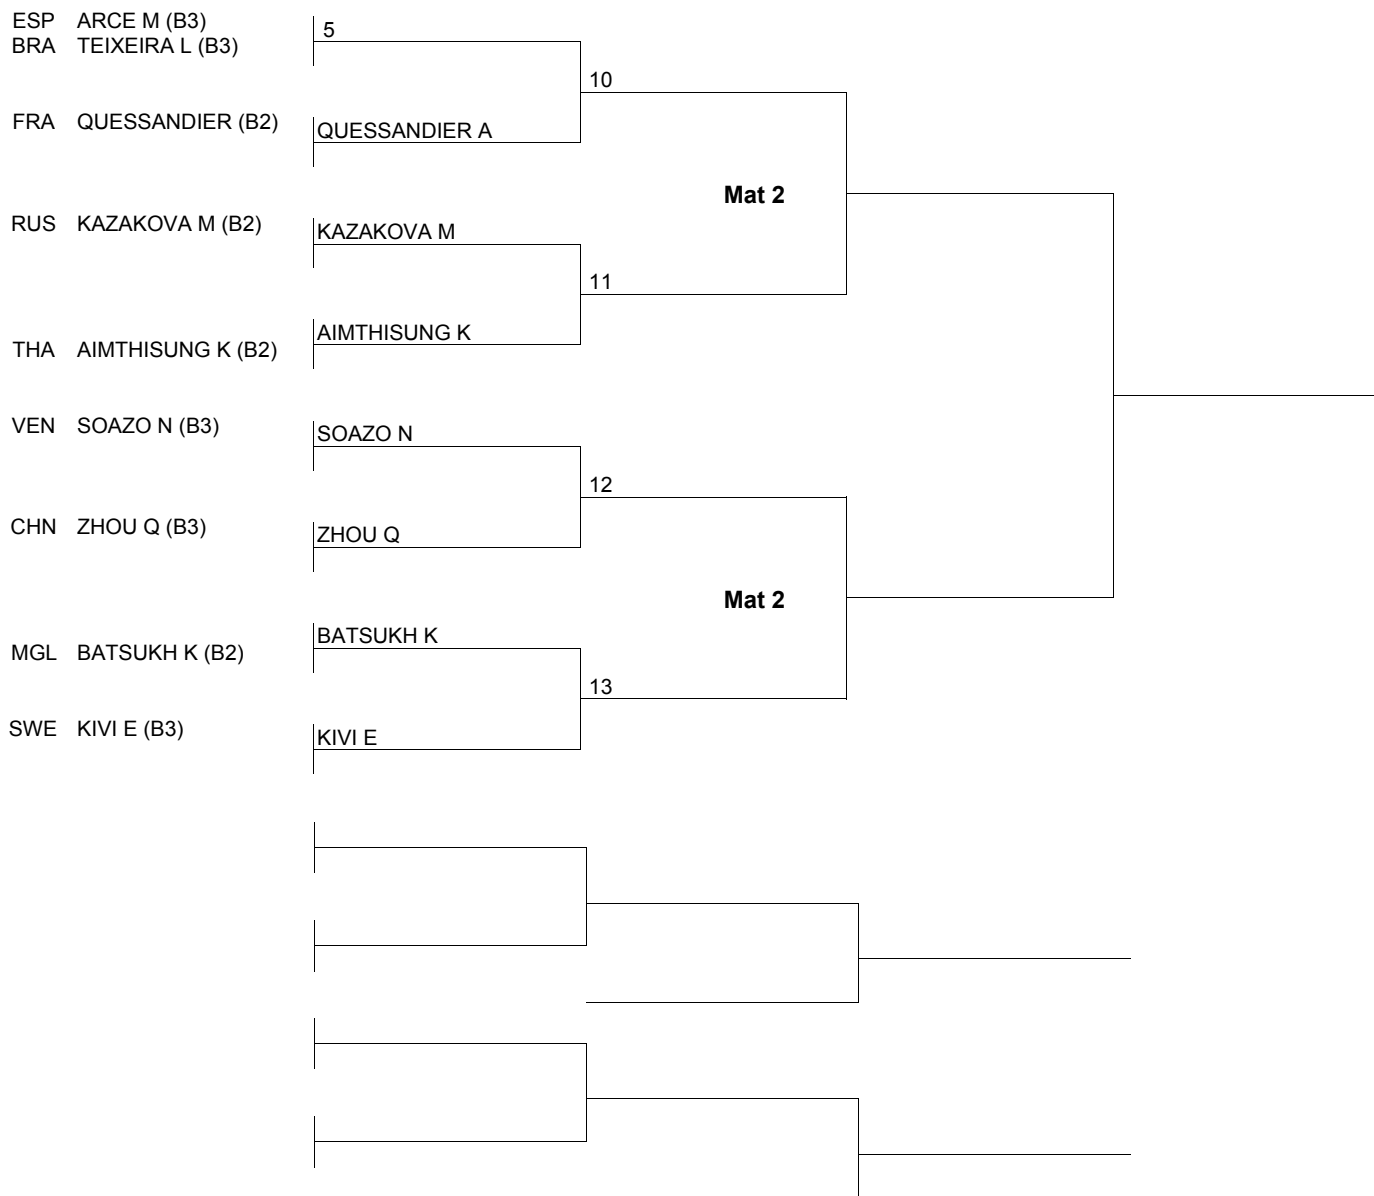 ESP ARCE M (B3)
BRA TEIXEIRA L (B3)
5
10
FRA QUESSANDIER (B2)
QUESSANDIER A
Mat 2
RUS KAZAKOVA M (B2)
KAZAKOVA M
11
THA AIMTHISUNG K (B2)
AIMTHISUNG K
VEN SOAZO N (B3)
SOAZO N
12
CHN ZHOU Q (B3)
ZHOU Q
Mat 2
MGL BATSUKH K (B2)
BATSUKH K
13
SWE KIVI E (B3)
KIVI E